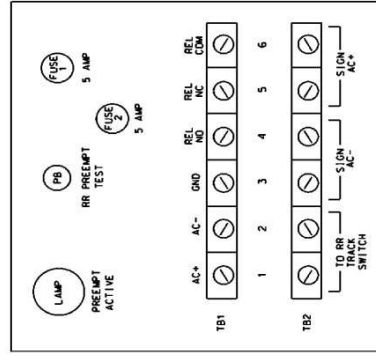 LAMP
PREEMPT
ACTIVE
PB
RR PREEMPT
TEST
FUSE
2
5 AMP
FUSE
1
5 AMP
TB1
AC+
AC-
GND
REL
NO
REL
NC
REL
COM
1
2
3
4
5
6
TB2
TO RR
TRACK
SWITCH
SIGN
AC-
SIGN
AC+